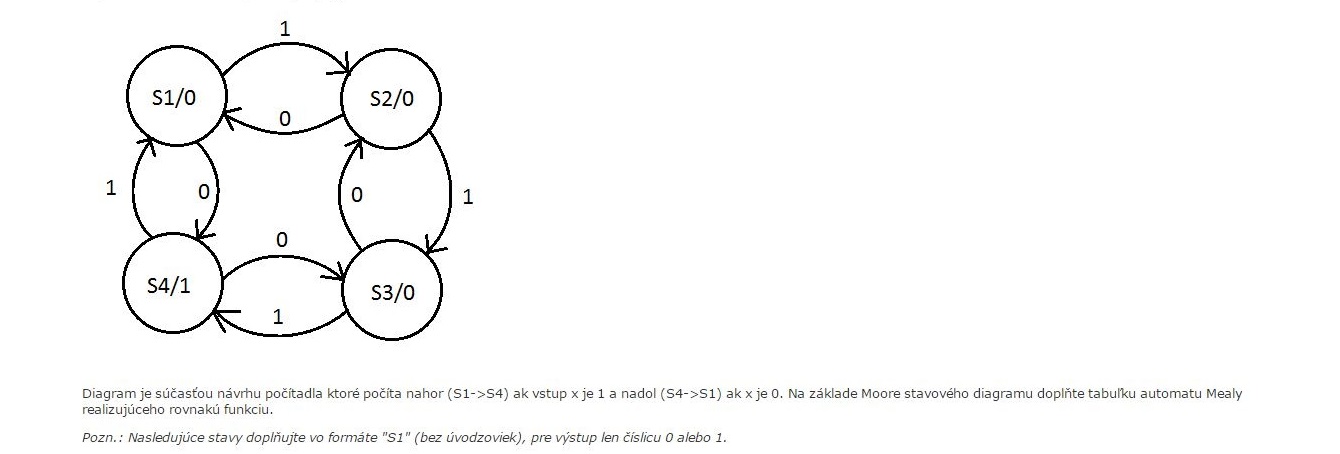 1
S1/0
S2/0
0
1
0
0
1
0
S4/1
S3/0
1
Diagram je súčasťou návrhu počítadla ktoré počíta nahor (S1->S4) ak vstup x je 1 a nadol (S4->S1) ak x je 0. Na základe Moore stavového diagramu doplňte tabuľku automatu Mealy
realizujúceho rovnakú funkciu.
Pozn.: Nasledujúce stavy doplňujte vo formáte "S1" (bez úvodzoviek), pre výstup len číslicu 0 alebo 1.